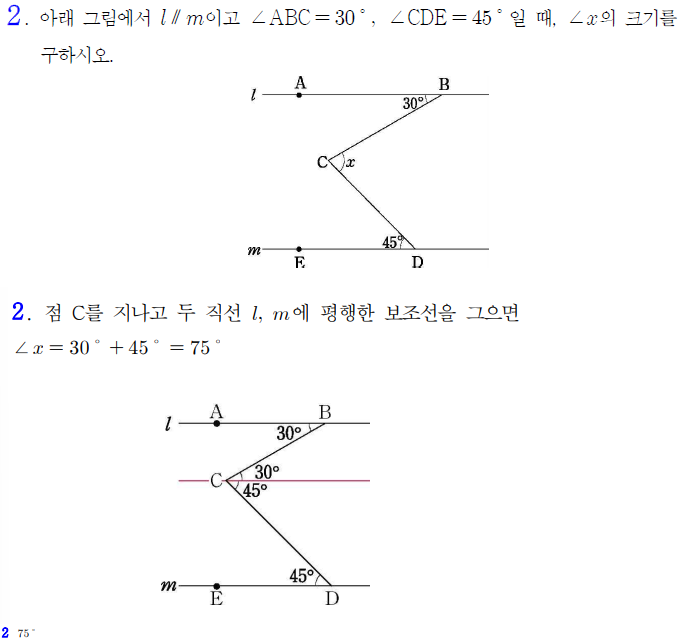 2. 아래 그림에서 l∥m이고 ∠ABC=30°, ∠CDE=45°일 때, ∠x의 크기를
구하시오.
A B
l 30°
C x
m 45°
E D
2. 점 C를 지나고 두 직선 l, m에 평행한 보조선을 그으면
∠x=30°+45°=75°
A B
l 30°
C 30°
45°
m 45°
E D
2 75°